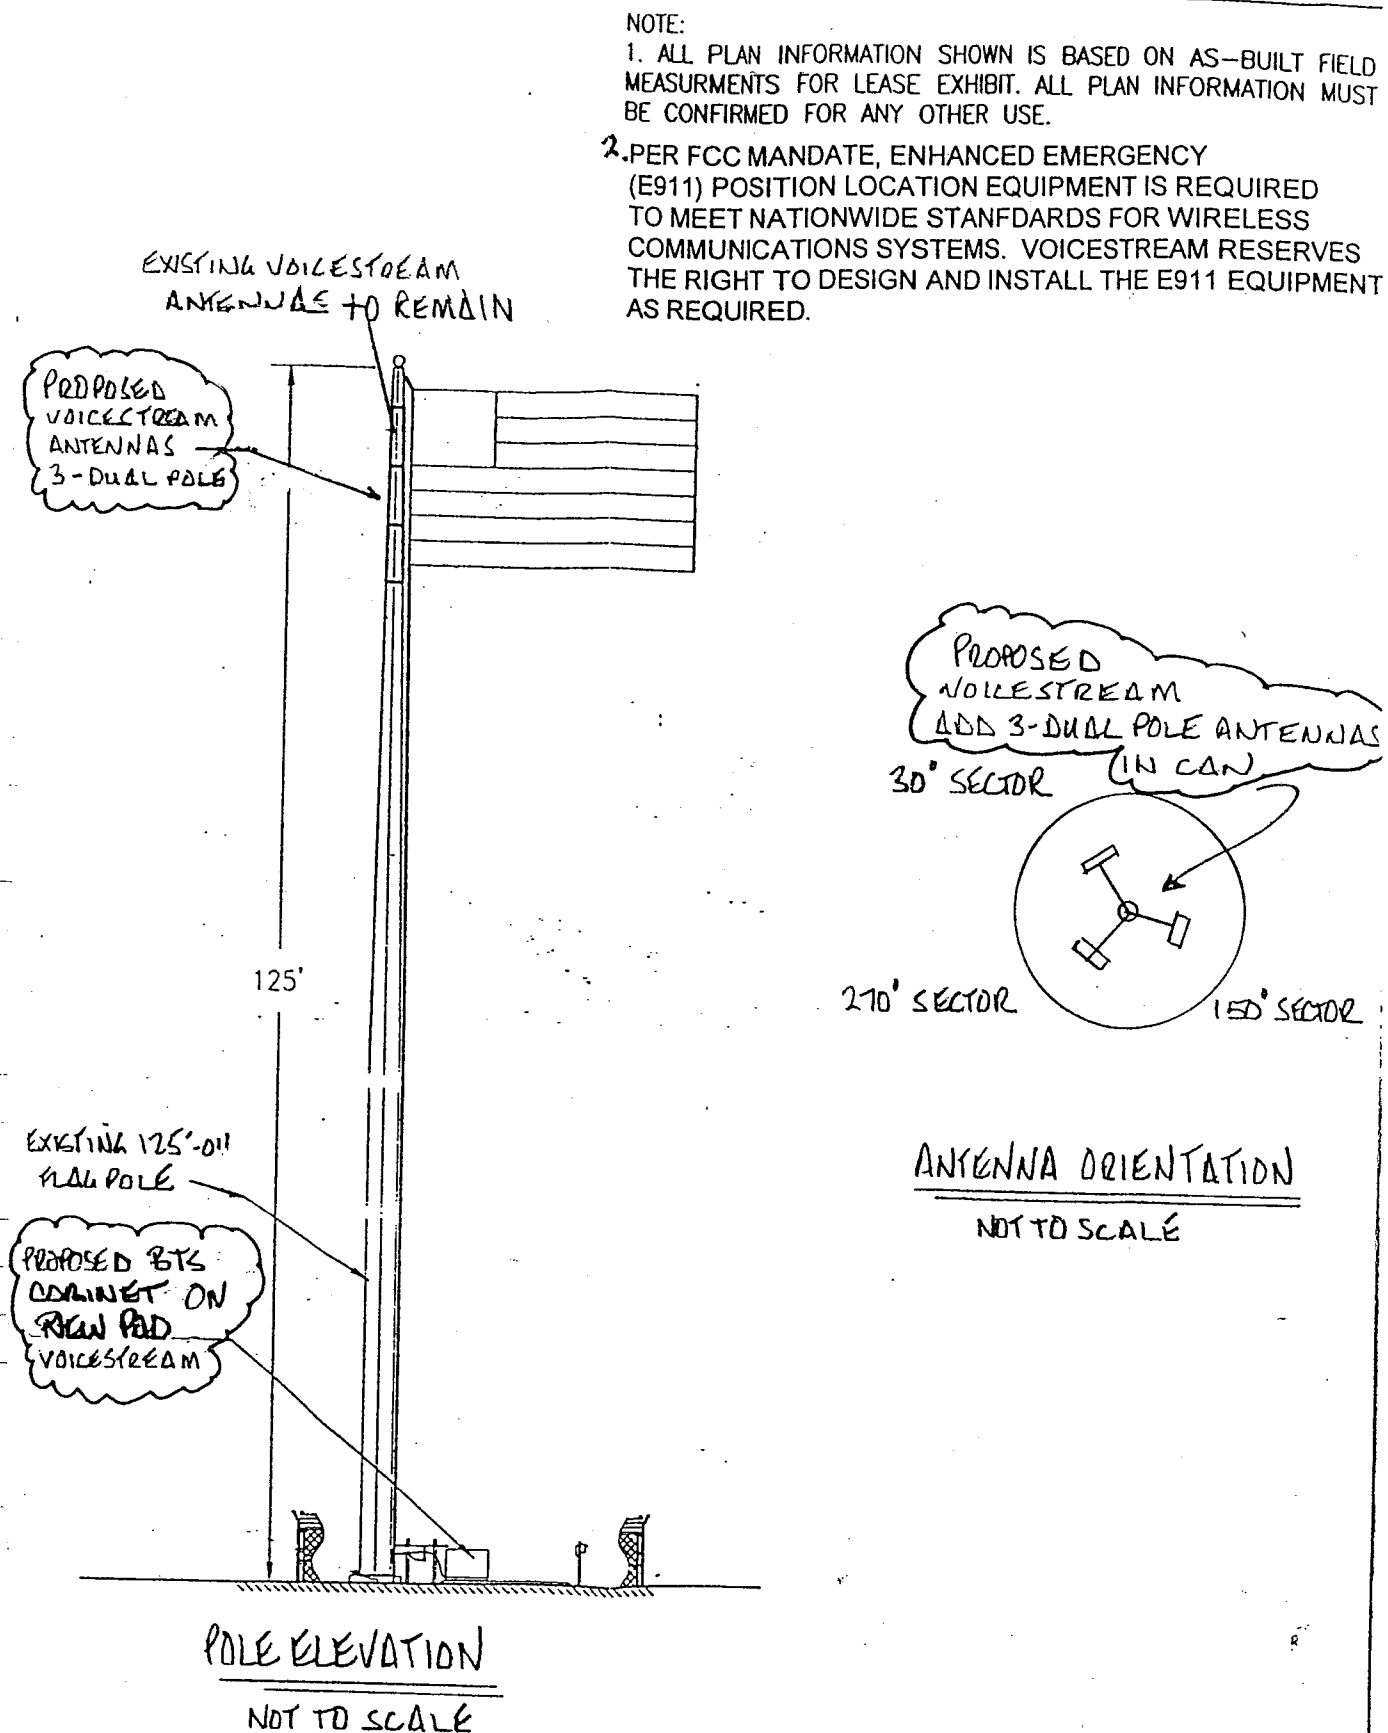 NOTE:
1. ALL PLAN INFORMATION SHOWN IS BASED ON AS-BUILT FIELD
MEASURMENTS FOR LEASE EXHIBIT. ALL PLAN INFORMATION MUST
BE CONFIRMED FOR ANY OTHER USE.
2. PER FCC MANDATE, ENHANCED EMERGENCY
(E911) POSITION LOCATION EQUIPMENT IS REQUIRED
TO MEET NATIONWIDE STANFDARDS FOR WIRELESS
COMMUNICATIONS SYSTEMS. VOICESTREAM RESERVES
THE RIGHT TO DESIGN AND INSTALL THE E911 EQUIPMENT
AS REQUIRED.
EXISTING VOICESTREAM
ANTENNAS TO REMAIN
PROPOSED
VOICESTREAM
ANTENNAS
3-DUAL POLE
PROPOSED
VOICESTREAM
ADD 3-DUAL POLE ANTENNAS
IN CAN
30° SECTOR
270° SECTOR
150° SECTOR
ANTENNA ORIENTATION
NOT TO SCALE
125'
EXISTING 125'-0"
FLAG POLE
PROPOSED BTS
CABINET ON
VOICESTREAM
POLE ELEVATION
NOT TO SCALE